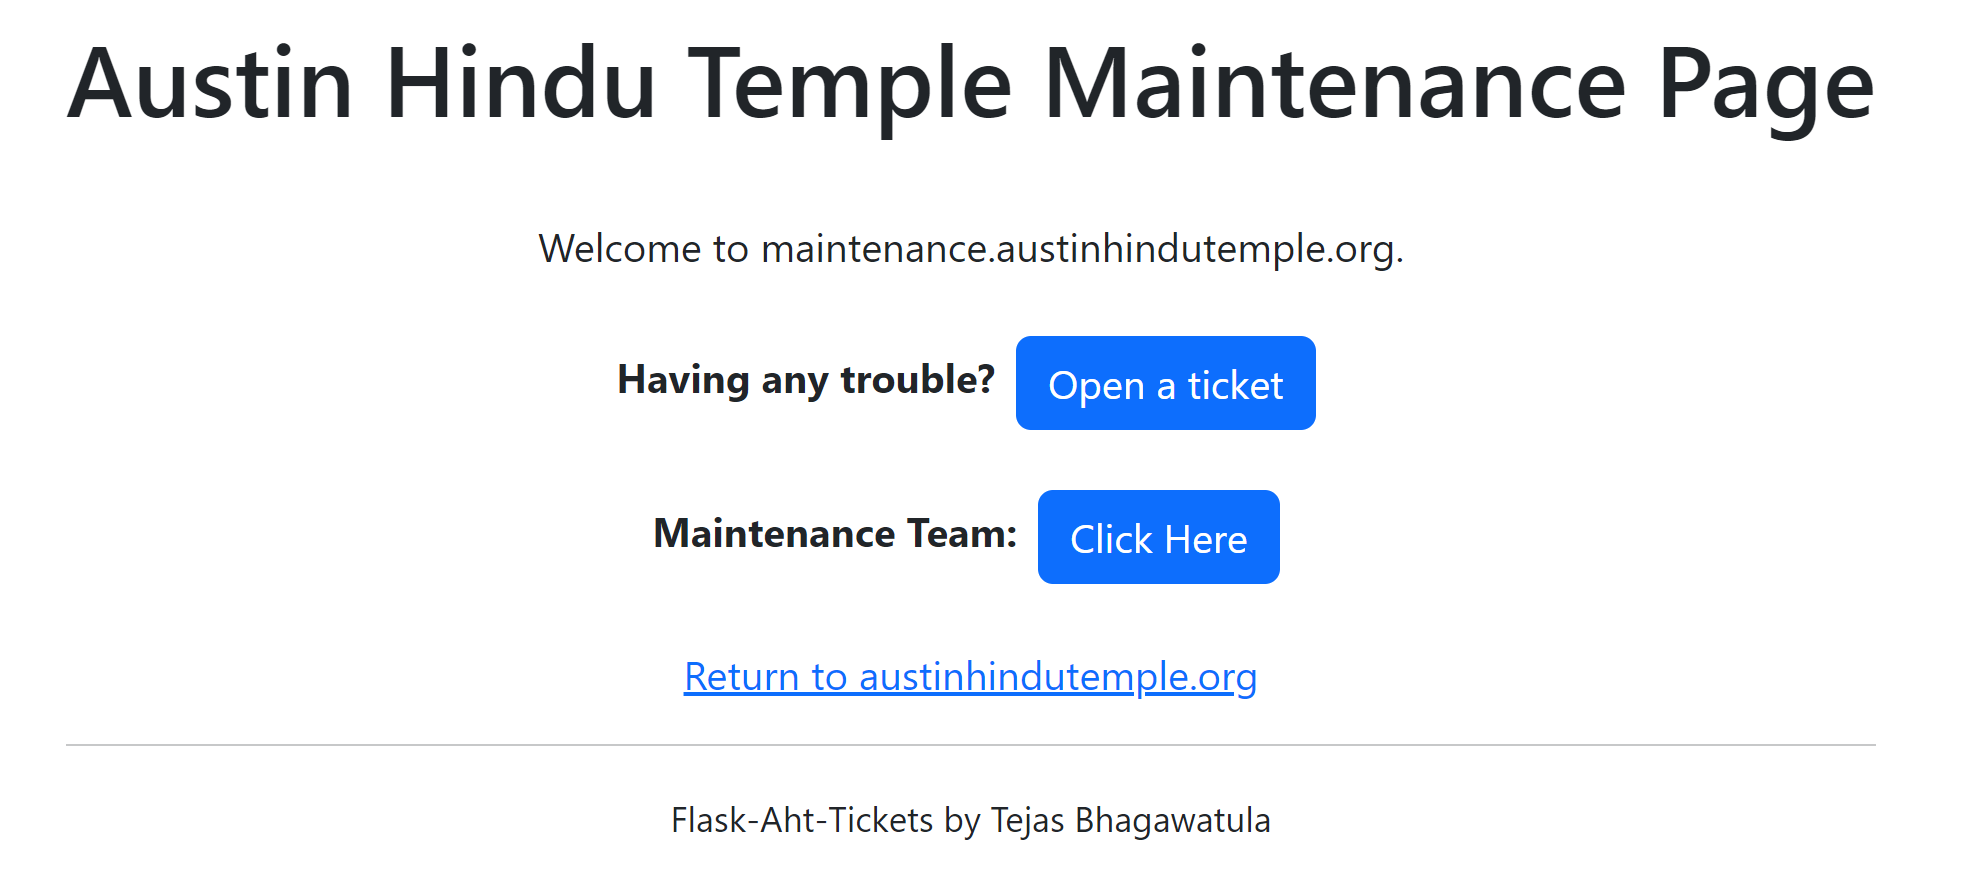 Austin Hindu Temple Maintenance Page
Welcome to maintenance.austinhindutemple.org.
Having any trouble? Open a ticket
Maintenance Team: Click Here
Return to austinhindutemple.org
Flask-Aht-Tickets by Tejas Bhagawatula